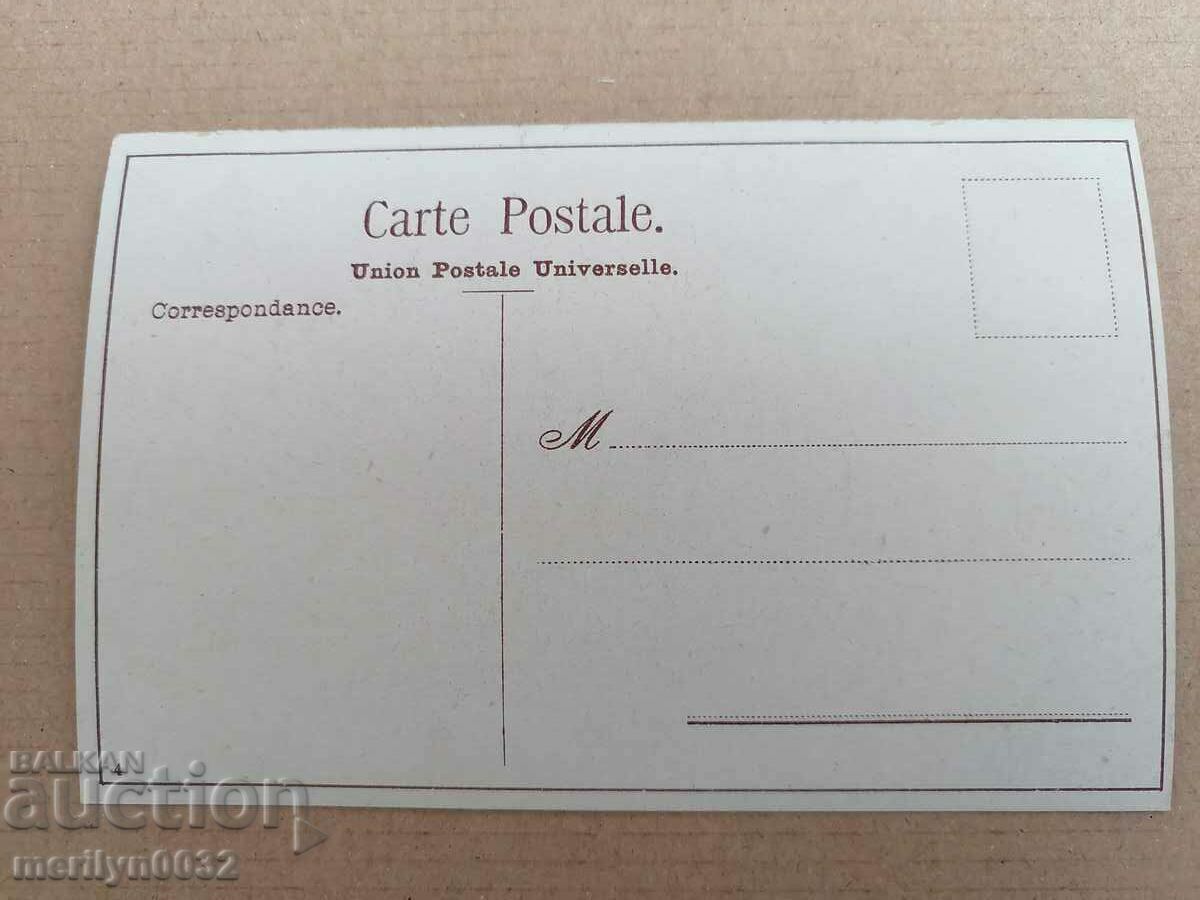 Carte Postale.
Union Postale Universelle.
Correspondance.
M
4
BALKAN
auction
merilyn0032